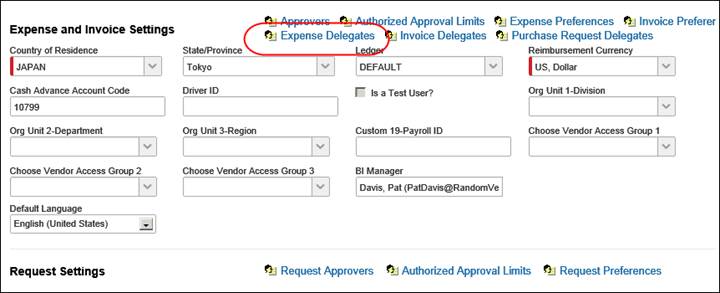 Expense and Invoice Settings
Approvers Authorized Approval Limits Expense Preferences Invoice Prefer
Expense Delegates Invoice Delegates Purchase Request Delegates
Country of Residence State/Province Ledger Reimbursement Currency
JAPAN Tokyo DEFAULT US, Dollar
Cash Advance Account Code Driver ID Is a Test User? Org Unit 1-Division
10799
Org Unit 2-Department Org Unit 3-Region Custom 19-Payroll ID Choose Vendor Access Group 1
Choose Vendor Access Group 2 Choose Vendor Access Group 3 BI Manager
Davis, Pat (PatDavis@RandomVe
Default Language
English (United States)
Request Settings Request Approvers Authorized Approval Limits Request Preferences